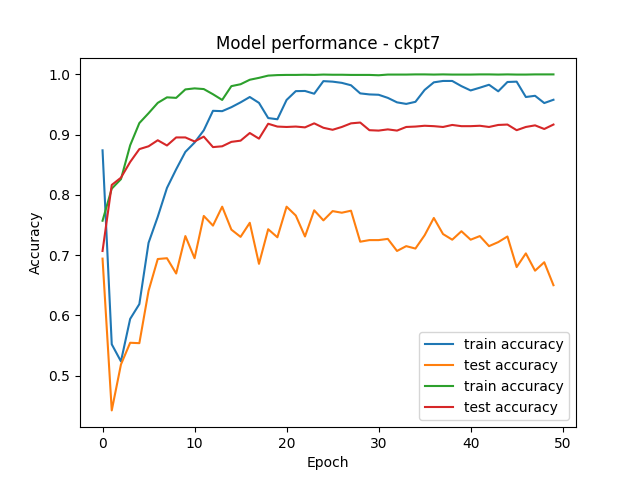 Model performance - ckpt7
Accuracy
1.0
0.9
0.8
0.7
0.6
0.5
train accuracy
test accuracy
train accuracy
test accuracy
0
10
20
30
40
50
Epoch